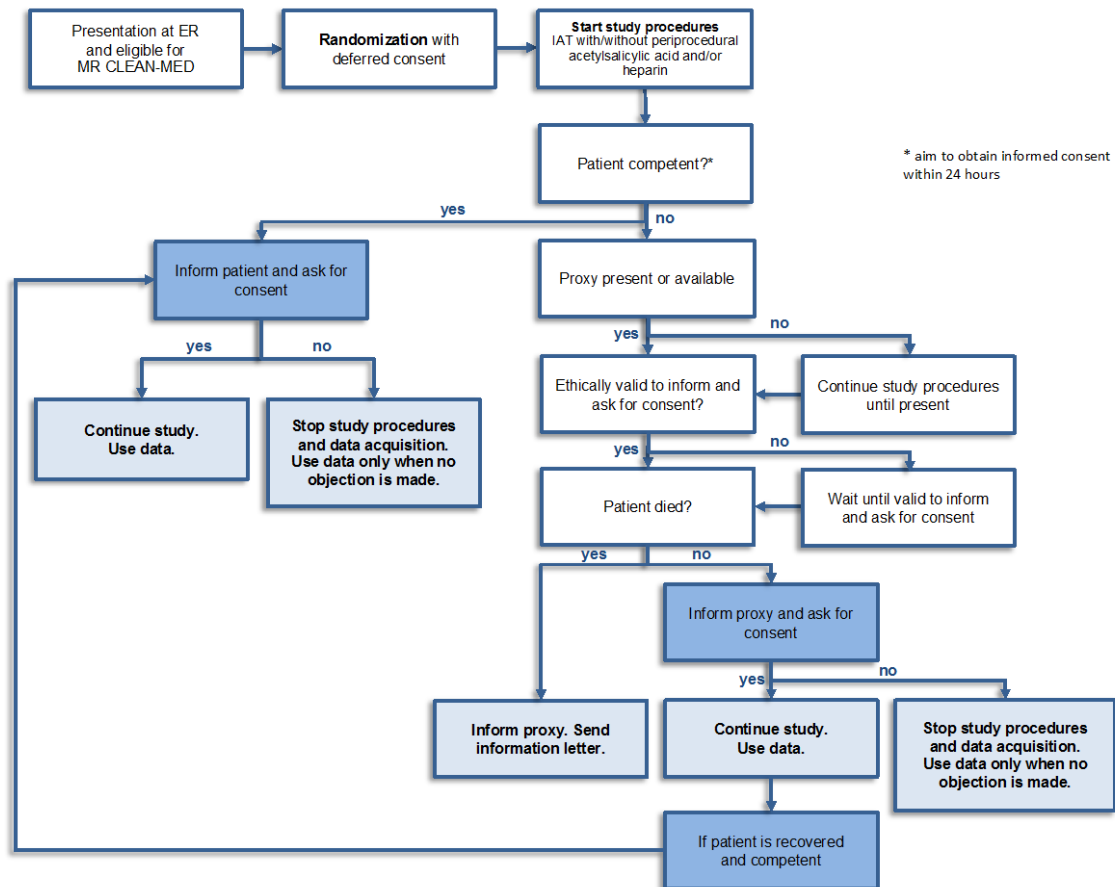 Presentation at ER
and eligible for
MR CLEAN-MED
Randomization with
deferred consent
Start study procedures
IAT with/without periprocedural
acetylsalicylic acid and/or
heparin
Patient competent?*
* aim to obtain informed consent
within 24 hours
yes
no
Inform patient and ask for
consent
Proxy present or available
yes
no
yes
no
Continue study.
Use data.
Stop study procedures
and data acquisition.
Use data only when no
objection is made.
Ethically valid to inform and
ask for consent?
Continue study procedures
until present
yes
no
Patient died?
Wait until valid to inform
and ask for consent
yes
no
Inform proxy and ask for
consent
yes
no
Inform proxy. Send
information letter.
Continue study.
Use data.
Stop study procedures
and data acquisition.
Use data only when no
objection is made.
If patient is recovered
and competent